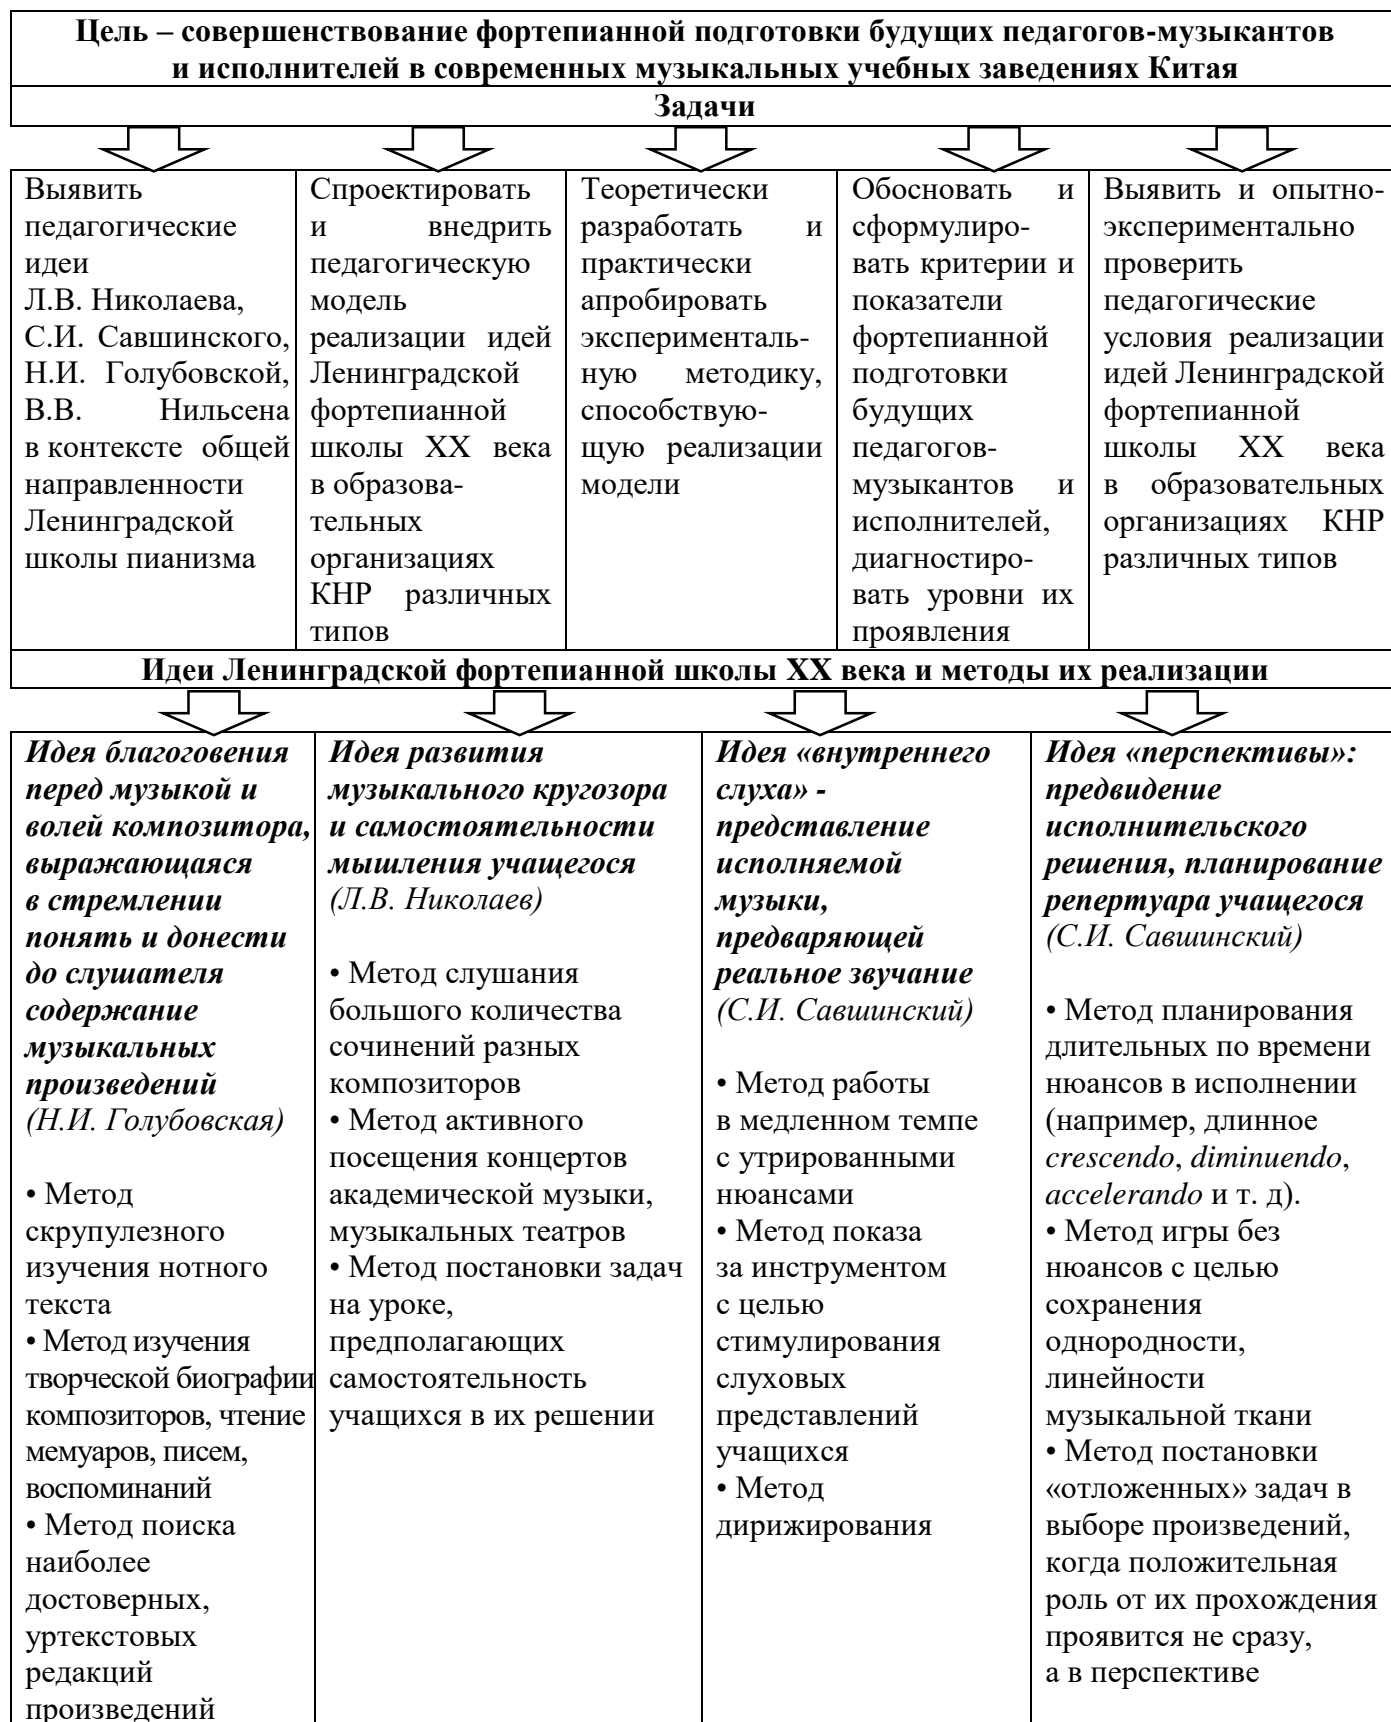 Цель – совершенствование фортепианной подготовки будущих педагогов-музыкантов
и исполнителей в современных музыкальных учебных заведениях Китая
Задачи
Выявить
педагогические
идеи
Л.В. Николаева,
С.И. Савшинского,
Н.И. Голубовской,
В.В. Нильсена
в контексте общей
направленности
Ленинградской
школы пианизма
Спроектировать
и внедрить
педагогическую
модель
реализации идей
Ленинградской
фортепианной
школы XX века
в образова-
тельных
организациях
КНР различных
типов
Теоретически
разработать и
практически
апробировать
эксперименталь-
ную методику,
способствую-
щую реализации
модели
Обосновать и
сформулиро-
вать критерии и
показатели
фортепианной
подготовки
будущих
педагогов-
музыкантов и
исполнителей,
диагностиро-
вать уровни их
проявления
Выявить и опытно-
экспериментально
проверить
педагогические
условия реализации
идей Ленинградской
фортепианной
школы XX века
в образовательных
организациях КНР
различных типов
Идеи Ленинградской фортепианной школы XX века и методы их реализации
Идея благоговения
перед музыкой и
волей композитора,
выражающаяся
в стремлении
понять и донести
до слушателя
содержание
музыкальных
произведений
(Н.И. Голубовская)
• Метод
скрупулезного
изучения нотного
текста
• Метод изучения
творческой биографии
композиторов, чтение
мемуаров, писем,
воспоминаний
• Метод поиска
наиболее
достоверных,
уртекстовых
редакций
произведений
Идея развития
музыкального кругозора
и самостоятельности
мышления учащегося
(Л.В. Николаев)
• Метод слушания
большого количества
сочинений разных
композиторов
• Метод активного
посещения концертов
академической музыки,
музыкальных театров
• Метод постановки задач
на уроке,
предполагающих
самостоятельность
учащихся в их решении
Идея «внутреннего
слуха» -
представление
исполняемой
музыки,
предваряющей
реальное звучание
(С.И. Савшинский)
• Метод работы
в медленном темпе
с утрированными
нюансами
• Метод показа
за инструментом
с целью
стимулирования
слуховых
представлений
учащихся
• Метод
дирижирования
Идея «перспективы»:
предвидение
исполнительского
решения, планирование
репертуара учащегося
(С.И. Савшинский)
• Метод планирования
длительных по времени
нюансов в исполнении
(например, длинное
crescendo, diminuendo,
accelerando и т. д).
• Метод игры без
нюансов с целью
сохранения
однородности,
линейности
музыкальной ткани
• Метод постановки
«отложенных» задач в
выборе произведений,
когда положительная
роль от их прохождения
проявится не сразу,
а в перспективе